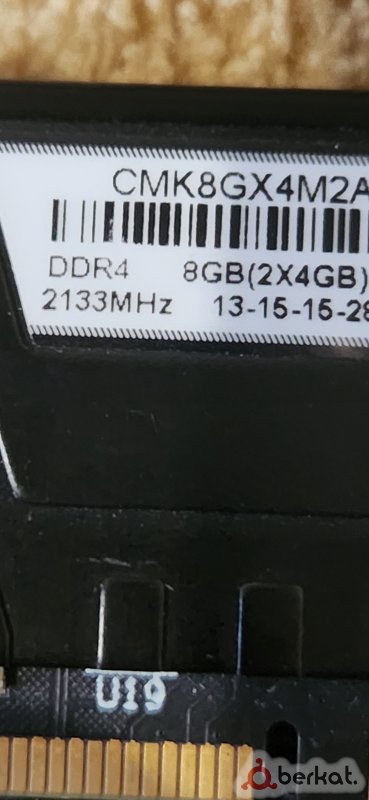 CMK8GX4M2A
DDR4 8GB(2X4GB)
2133MHz 13-15-15-28
U19
berkat.